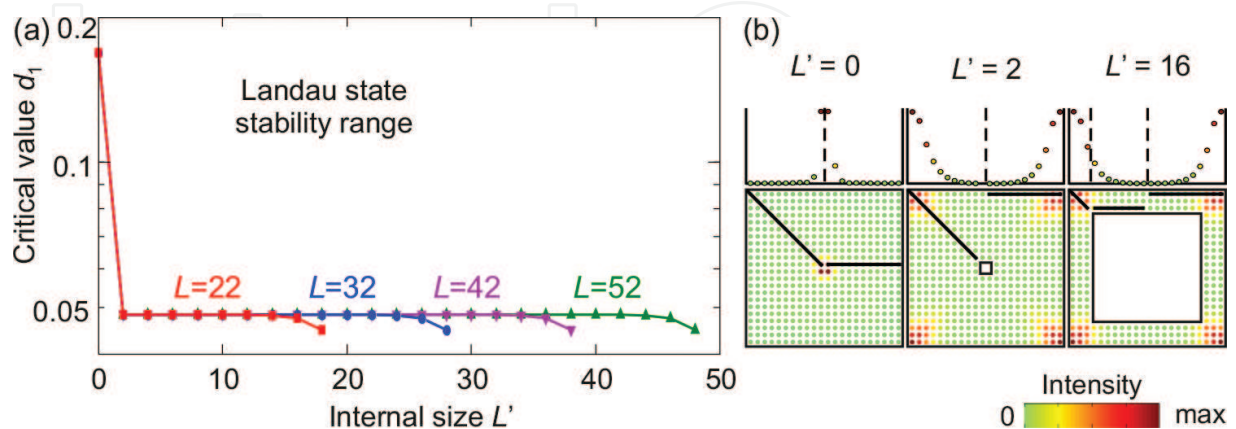 (a)
0.2
0.1
0.05
Critical value d₁
Landau state
stability range
L=22
L=32
L=42
L=52
0
10
20
30
40
50
Internal size L'
(b)
L' = 0
L' = 2
L' = 16
Intensity
0
max